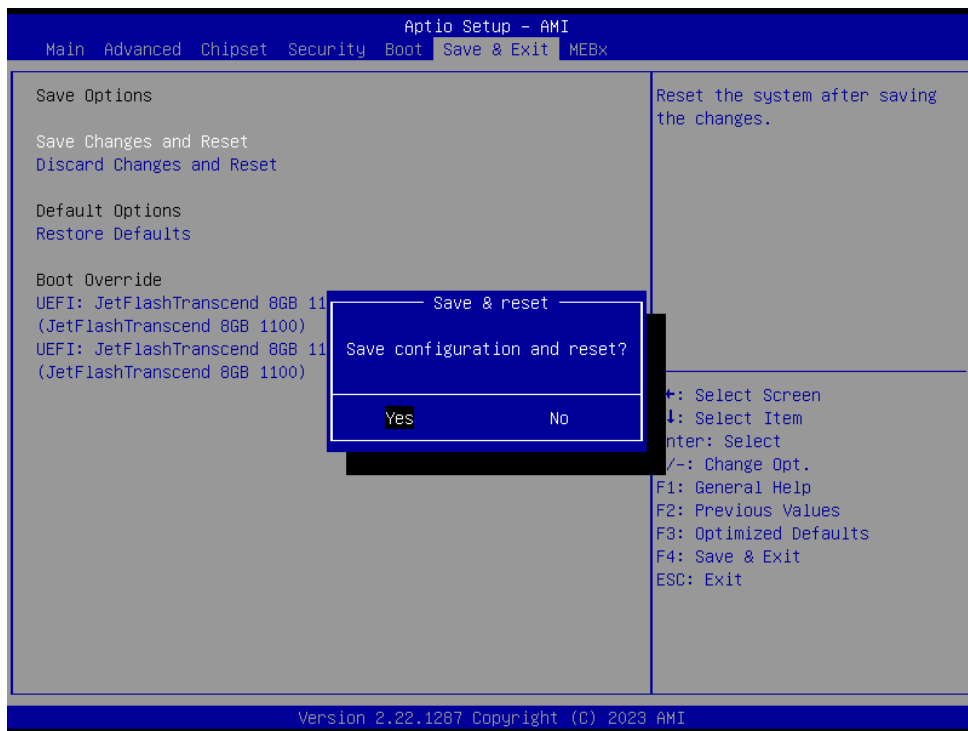 Aptio Setup – AMI
Main Advanced Chipset Security Boot Save & Exit MEBx
Save Options
Save Changes and Reset
Discard Changes and Reset
Default Options
Restore Defaults
Boot Override
UEFI: JetFlashTranscend 8GB 11
(JetFlashTranscend 8GB 1100)
UEFI: JetFlashTranscend 8GB 11
(JetFlashTranscend 8GB 1100)
Save & reset
Save configuration and reset?
Yes No
Reset the system after saving
the changes.
←: Select Screen
↓: Select Item
nter: Select
/-: Change Opt.
F1: General Help
F2: Previous Values
F3: Optimized Defaults
F4: Save & Exit
ESC: Exit
Version 2.22.1287 Copyright (C) 2023 AMI